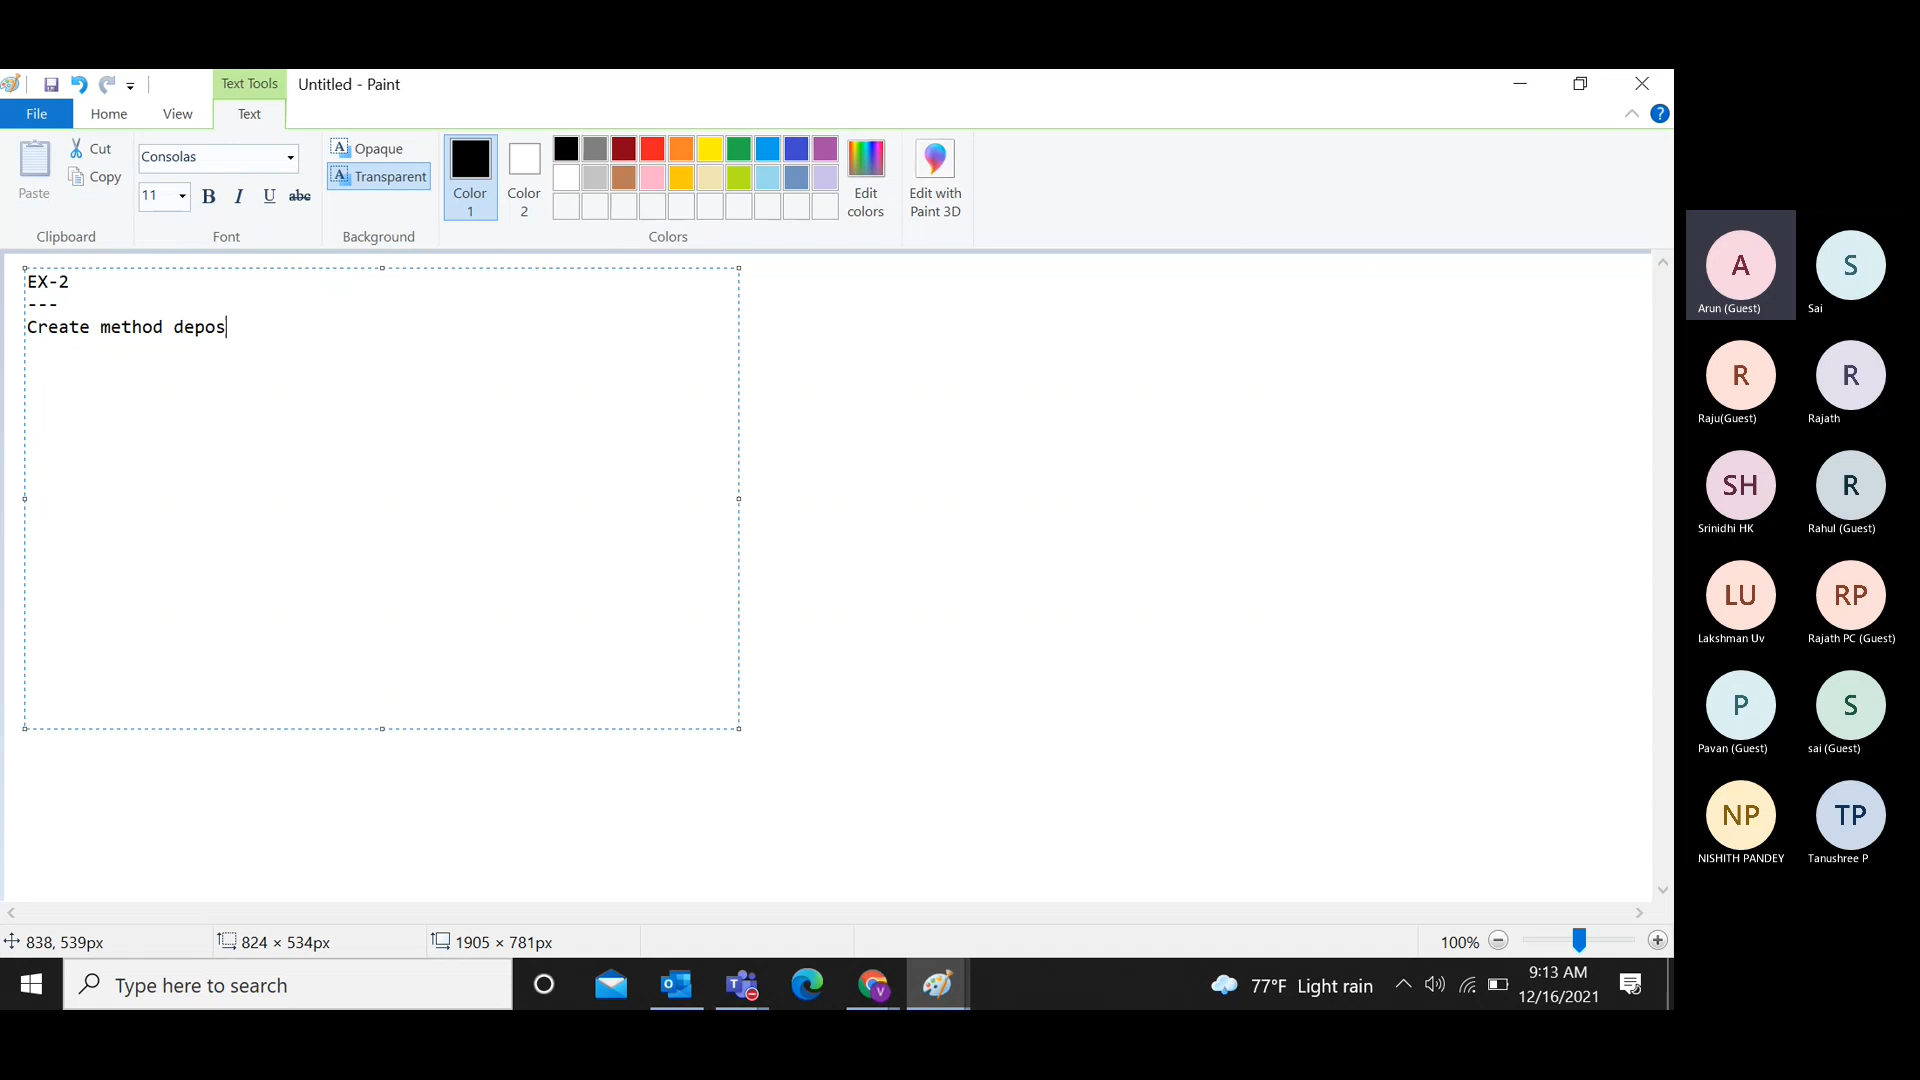 Text Tools
Untitled - Paint
File
Home
View
Text
Paste
Cut
Copy
Clipboard
Consolas
11
B I U abc
Font
Opaque
Transparent
Background
Color 1
Color 2
Edit colors
Colors
Edit with Paint 3D
EX-2
---
Create method depos
838, 539px
824 × 534px
1905 × 781px
100%
Type here to search
77°F Light rain
9:13 AM
12/16/2021
A
Arun (Guest)
S
Sai
R
Raju(Guest)
R
Rajath
SH
Srinidhi HK
R
Rahul (Guest)
LU
Lakshman Uv
RP
Rajath PC (Guest)
P
Pavan (Guest)
S
sai (Guest)
NP
NISHITH PANDEY
TP
Tanushree P